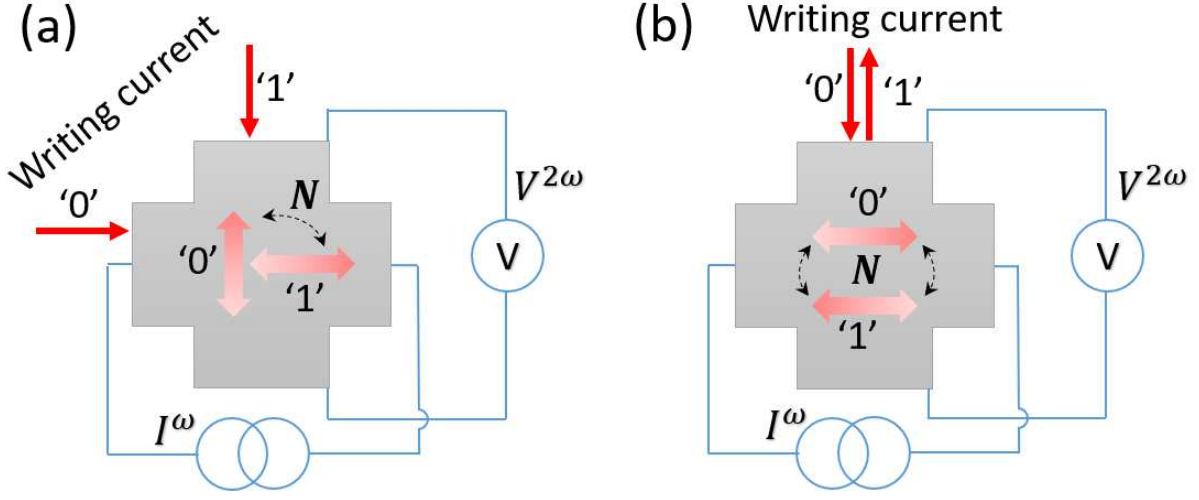 (a)
Writing current
'1'
'0'
N
'0'
'1'
V^{2ω}
V
I^ω
(b)
Writing current
'0'
'1'
'0'
N
'1'
V^{2ω}
V
I^ω